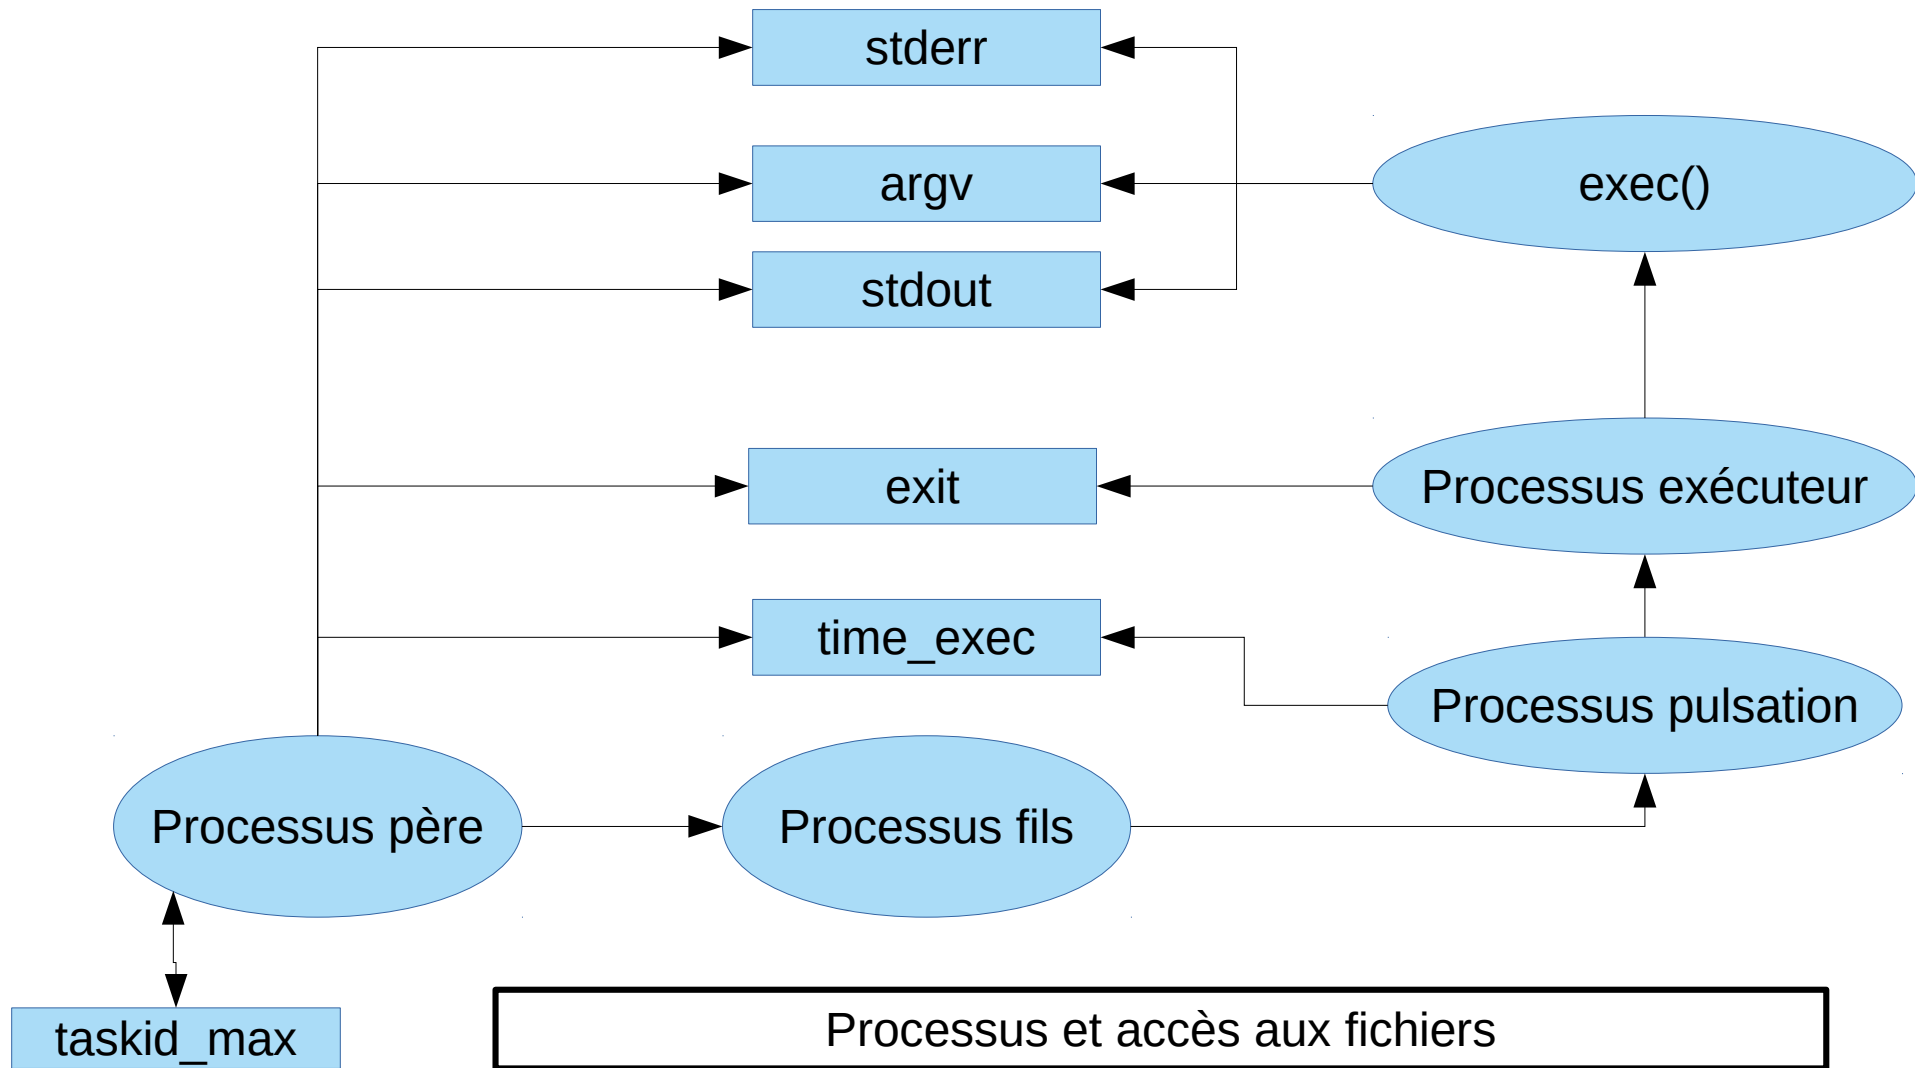 stderr
argv
exec()
stdout
exit
Processus exécuteur
time_exec
Processus pulsation
Processus père
Processus fils
taskid_max
Processus et accès aux fichiers